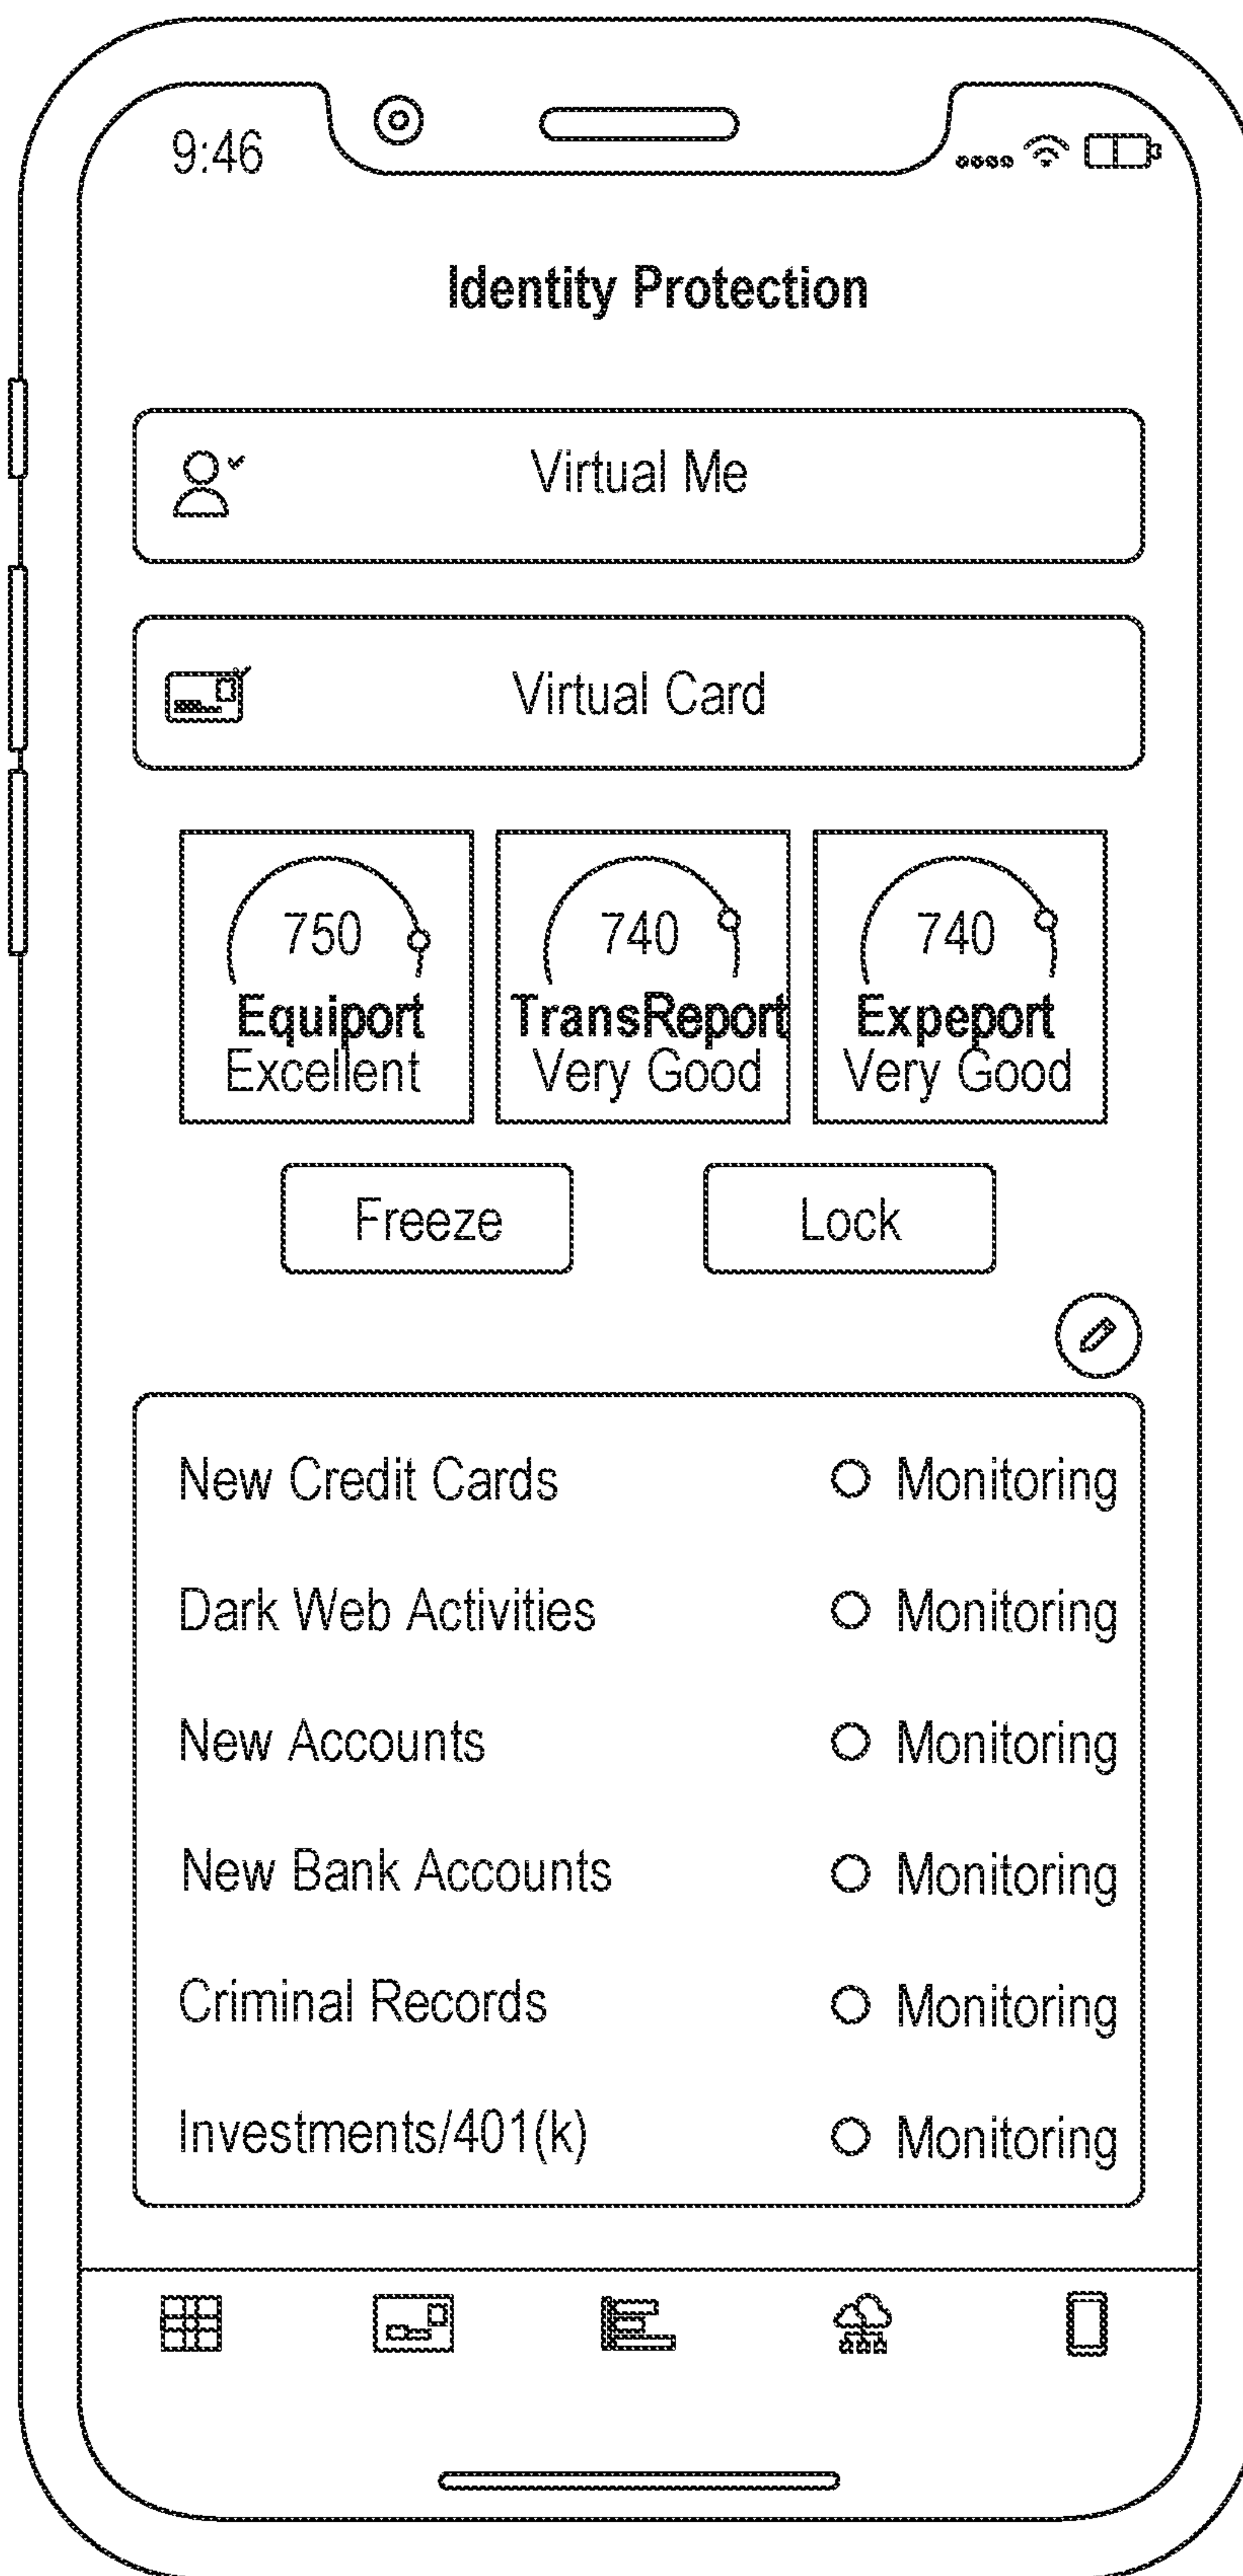 9:46
Identity Protection
Virtual Me
Virtual Card
750 740 740
Equiport TransReport Expeport
Excellent Very Good Very Good
Freeze Lock
New Credit Cards Monitoring
Dark Web Activities Monitoring
New Accounts Monitoring
New Bank Accounts Monitoring
Criminal Records Monitoring
Investments/401(k) Monitoring